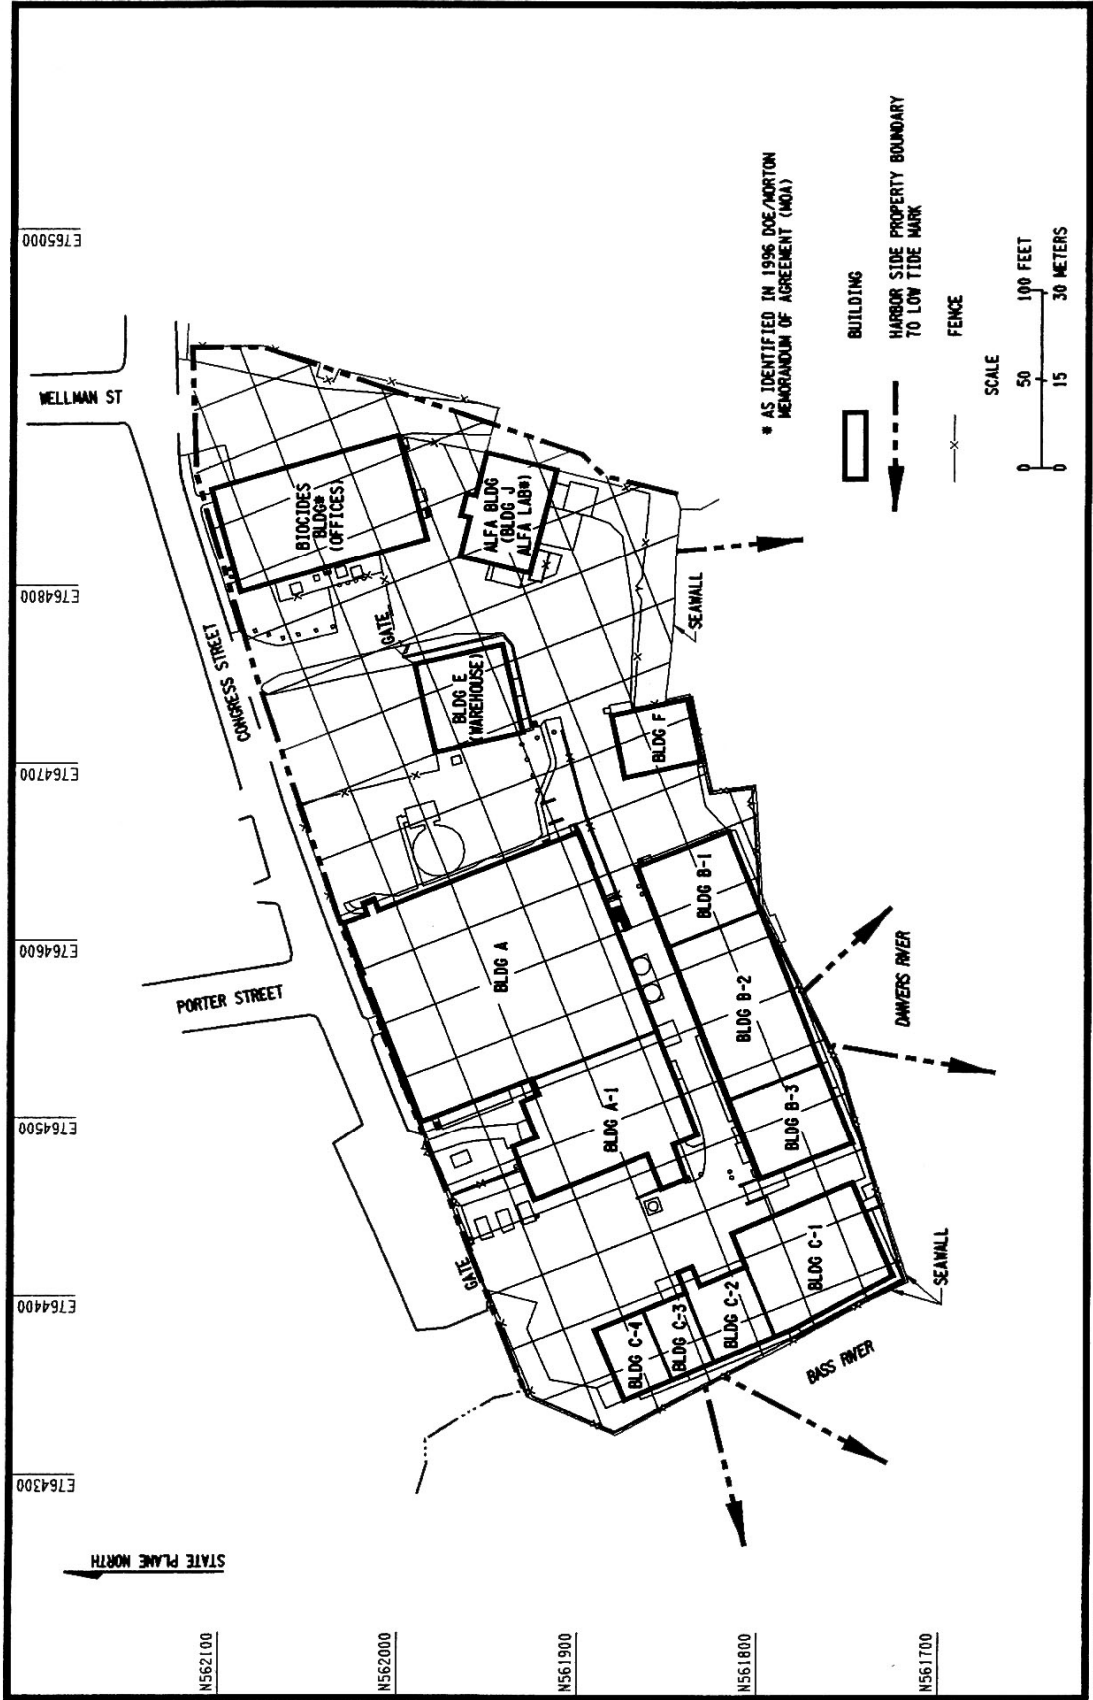 STATE PLANE NORTH
E764300
E764400
E764500
E764600
E764700
E764800
E765000
N562100
N562000
N561900
N561800
N561700
WELLMAN ST
CONGRESS STREET
PORTER STREET
BIOCIDES
BLDG*
(OFFICES)
ALFA BLDG
(BLDG J
ALFA LAB*)
GATE
BLDG E
(WAREHOUSE)
SEAWALL
BLDG F
BLDG A
BLDG A-1
BLDG B-1
BLDG B-2
BLDG B-3
DANVERS RIVER
GATE
BLDG C-4
BLDG C-3
BLDG C-2
BLDG C-1
SEAWALL
BASS RIVER
* AS IDENTIFIED IN 1996 DOE/MORTON
MEMORANDUM OF AGREEMENT (MOA)
BUILDING
HARBOR SIDE PROPERTY BOUNDARY
TO LOW TIDE MARK
FENCE
SCALE
0 50 100 FEET
0 15 30 METERS